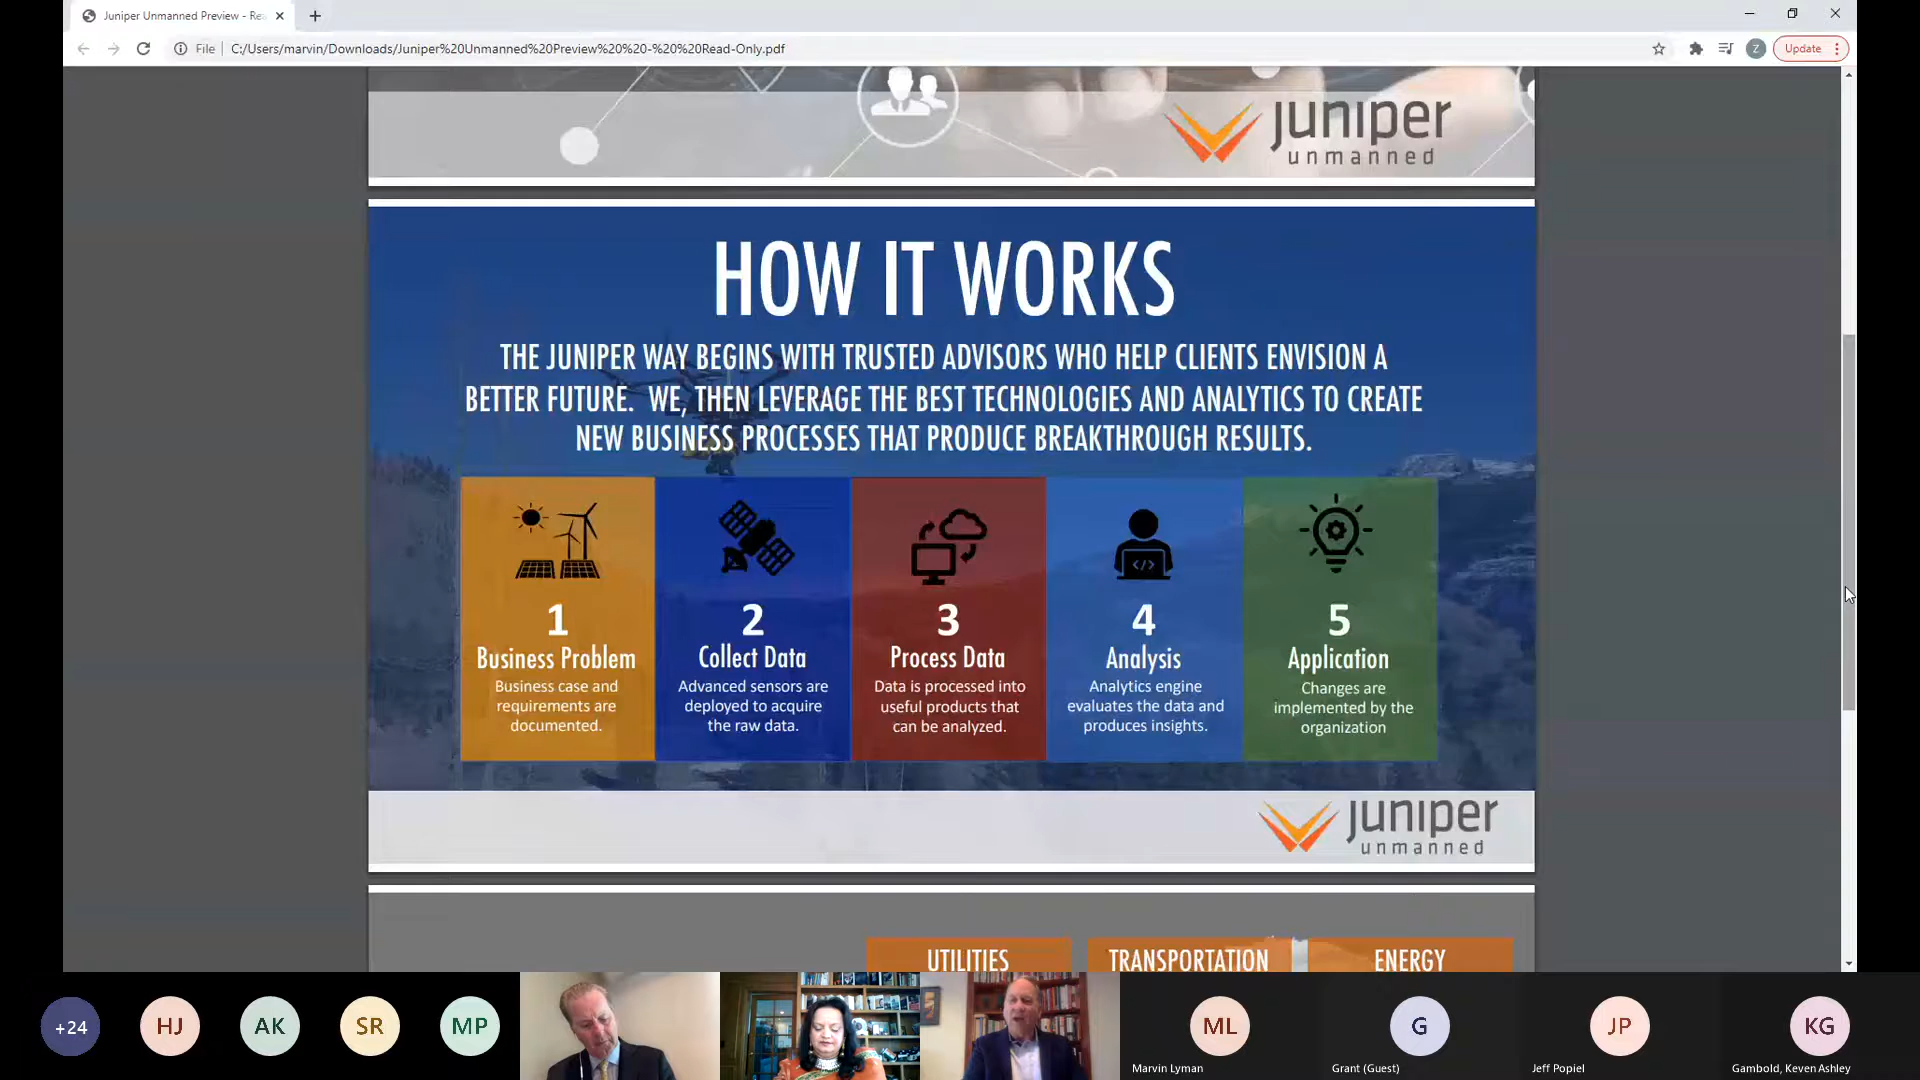 Juniper Unmanned Preview - Re
File
C:/Users/marvin/Downloads/Juniper%20Unmanned%20Preview%20%20-%20%20Read-Only.pdf
Z
Update
juniper
unmanned
HOW IT WORKS
THE JUNIPER WAY BEGINS WITH TRUSTED ADVISORS WHO HELP CLIENTS ENVISION A
BETTER FUTURE. WE, THEN LEVERAGE THE BEST TECHNOLOGIES AND ANALYTICS TO CREATE
NEW BUSINESS PROCESSES THAT PRODUCE BREAKTHROUGH RESULTS.
</>
1
Business Problem
Business case and
requirements are
documented.
2
Collect Data
Advanced sensors are
deployed to acquire
the raw data.
3
Process Data
Data is processed into
useful products that
can be analyzed.
4
Analysis
Analytics engine
evaluates the data and
produces insights.
5
Application
Changes are
implemented by the
organization
juniper
unmanned
UTILITIES
TRANSPORTATION
ENERGY
+24
HJ
AK
SR
MP
ML
Marvin Lyman
G
Grant (Guest)
JP
Jeff Popiel
KG
Gambold, Keven Ashley